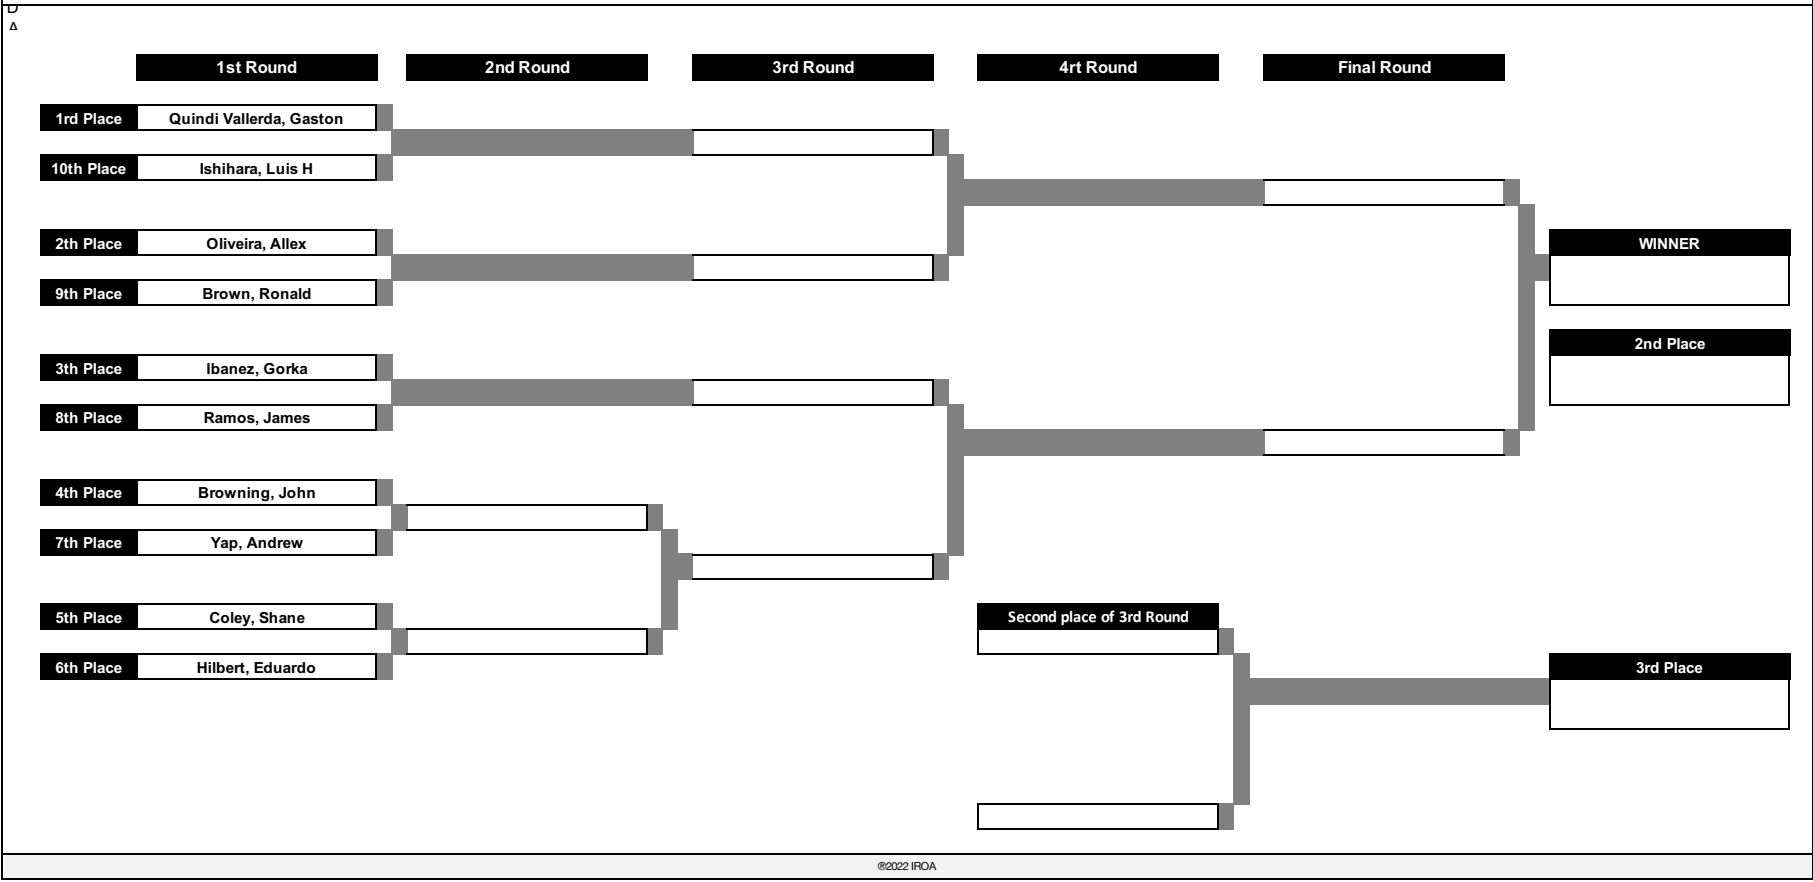 D
A
1st Round 2nd Round 3rd Round 4rt Round Final Round
1rd Place Quindi Vallerda, Gaston
10th Place Ishihara, Luis H
2th Place Oliveira, Allex
WINNER
9th Place Brown, Ronald
2nd Place
3th Place Ibanez, Gorka
8th Place Ramos, James
4th Place Browning, John
7th Place Yap, Andrew
5th Place Coley, Shane
Second place of 3rd Round
6th Place Hilbert, Eduardo
3rd Place
®2022 IROA